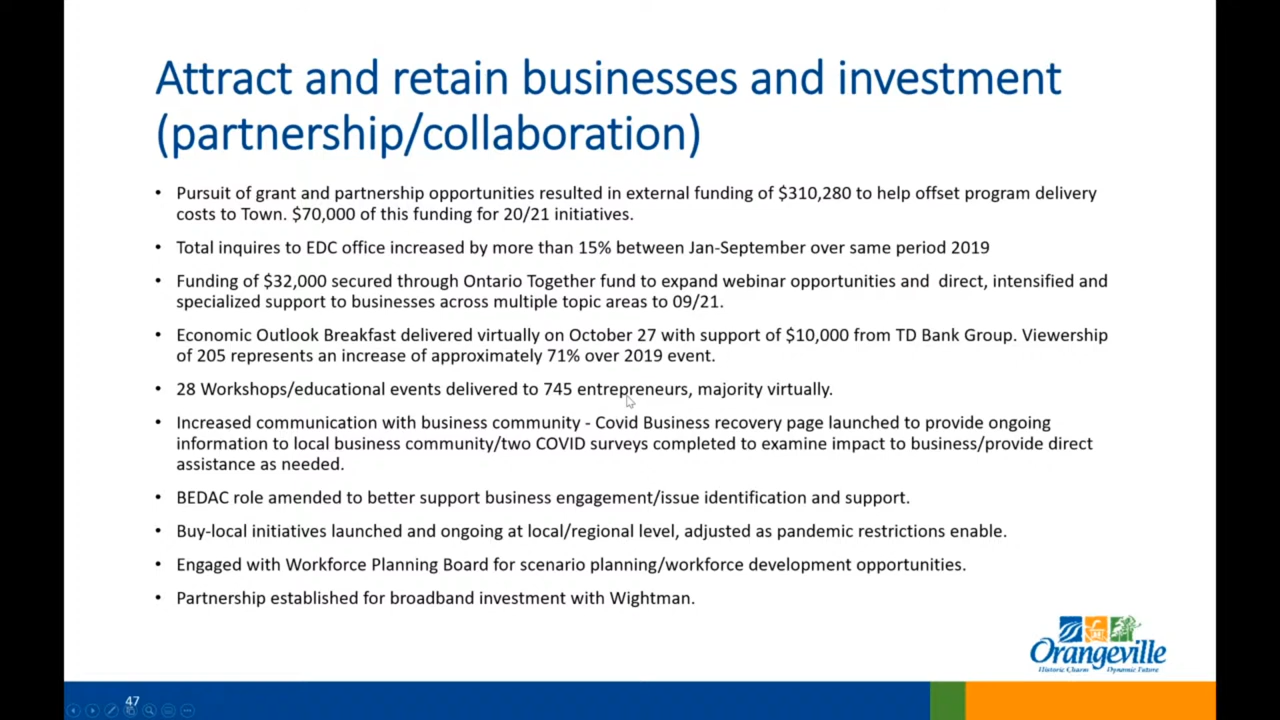 Attract and retain businesses and investment
(partnership/collaboration)
• Pursuit of grant and partnership opportunities resulted in external funding of $310,280 to help offset program delivery
costs to Town. $70,000 of this funding for 20/21 initiatives.
• Total inquires to EDC office increased by more than 15% between Jan-September over same period 2019
• Funding of $32,000 secured through Ontario Together fund to expand webinar opportunities and direct, intensified and
specialized support to businesses across multiple topic areas to 09/21.
• Economic Outlook Breakfast delivered virtually on October 27 with support of $10,000 from TD Bank Group. Viewership
of 205 represents an increase of approximately 71% over 2019 event.
• 28 Workshops/educational events delivered to 745 entrepreneurs, majority virtually.
• Increased communication with business community - Covid Business recovery page launched to provide ongoing
information to local business community/two COVID surveys completed to examine impact to business/provide direct
assistance as needed.
• BEDAC role amended to better support business engagement/issue identification and support.
• Buy-local initiatives launched and ongoing at local/regional level, adjusted as pandemic restrictions enable.
• Engaged with Workforce Planning Board for scenario planning/workforce development opportunities.
• Partnership established for broadband investment with Wightman.
Orangeville
Historic Charm Dynamic Future
47